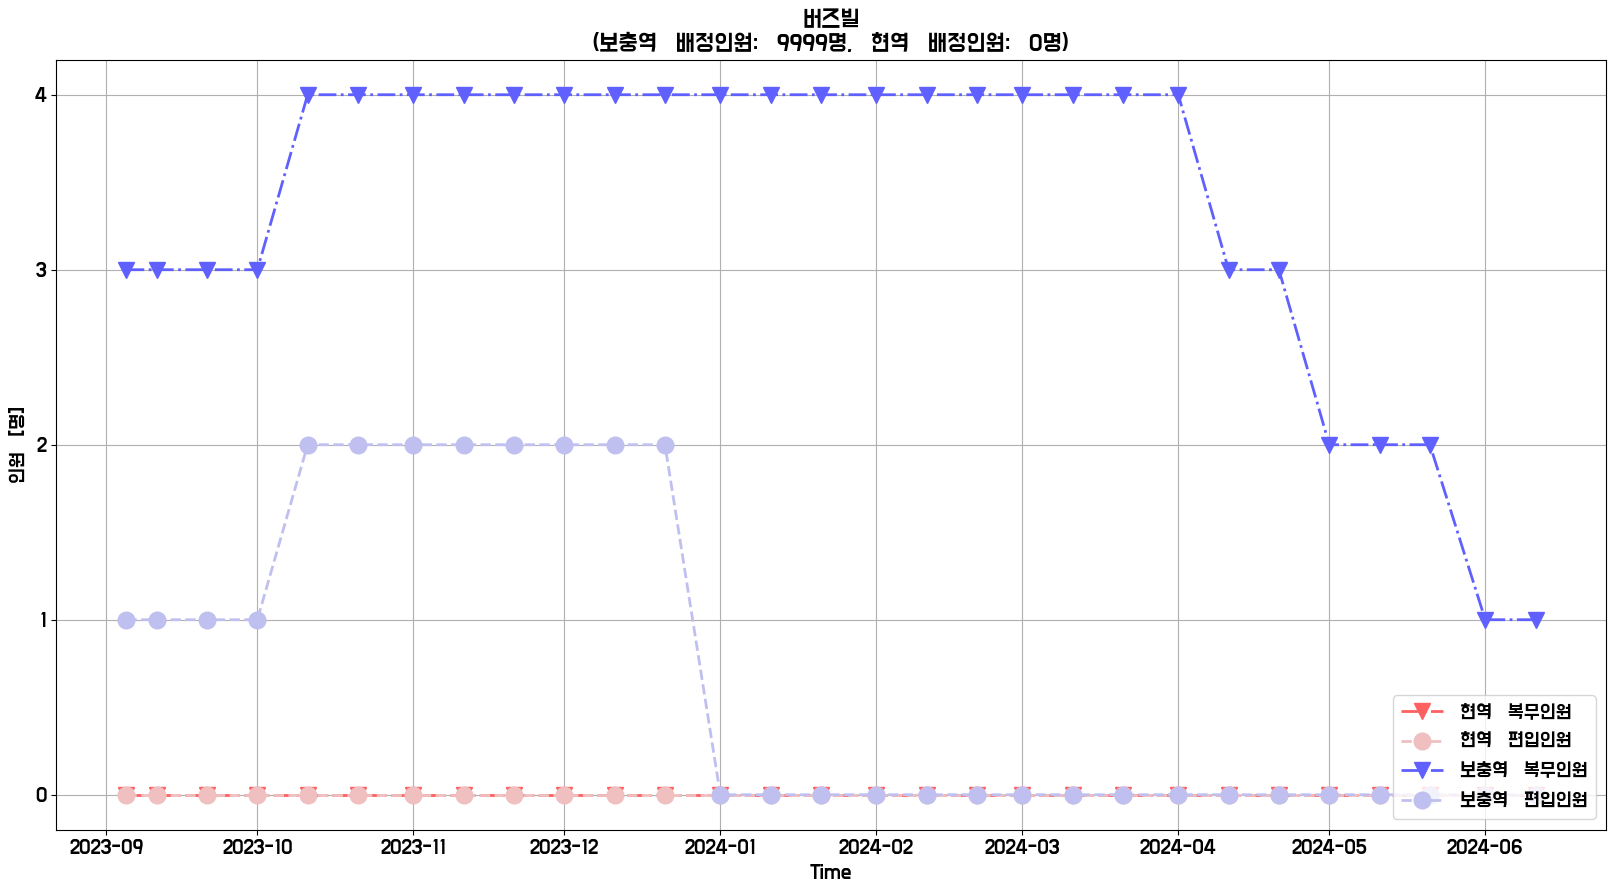 버즈빌
(보충역 배정인원: 9999명, 현역 배정인원: 0명)
4
3
2
1
0
인원 [명]
2023-09 2023-10 2023-11 2023-12 2024-01 2024-02 2024-03 2024-04 2024-05 2024-06
Time
현역 복무인원
현역 편입인원
보충역 복무인원
보충역 편입인원